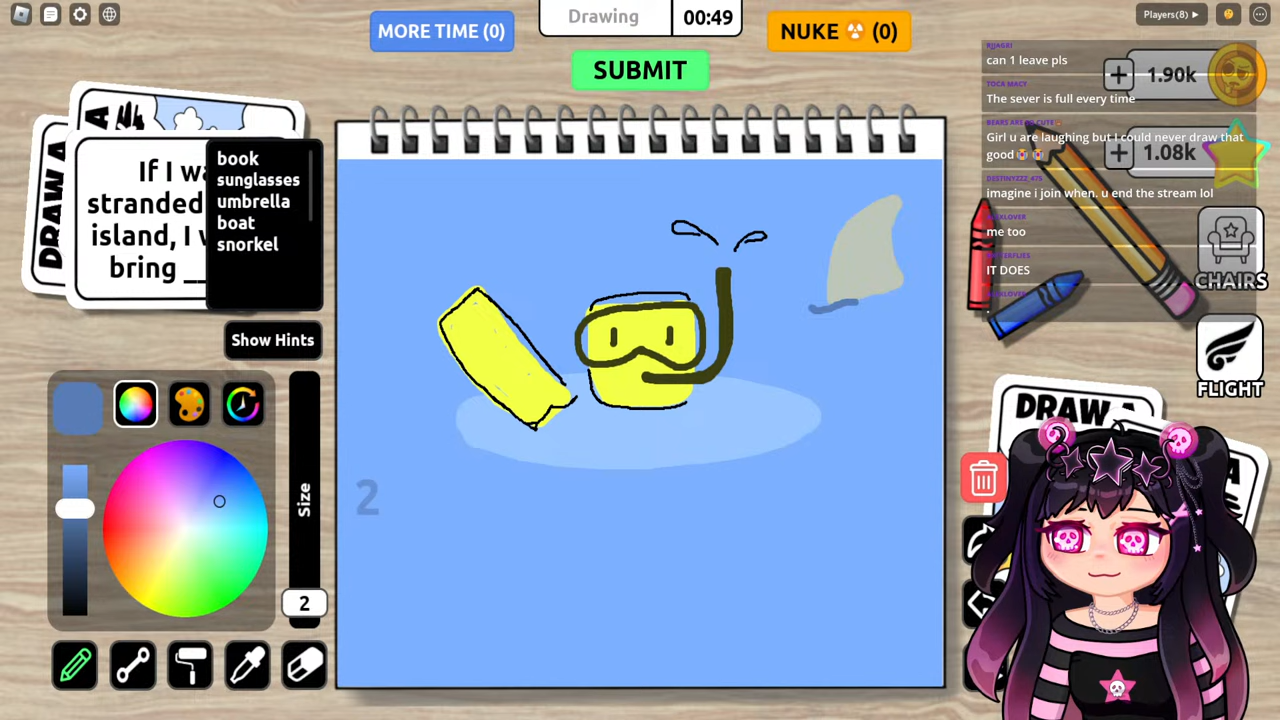 MORE TIME (0)
Drawing
00:49
NUKE ☢ (0)
Players(8) ▶
SUBMIT
DRAW A
If I wa
stranded
island, I w
bring __
book
sunglasses
umbrella
boat
snorkel
Show Hints
Size
2
2
can 1 leave pls
The sever is full every time
Girl u are laughing but I could never draw that
good 😭 😭
DESTINYZZZ_475
imagine i join when. u end the stream lol
me too
IT DOES
.
+ 1.90k
+ 1.08k
CHAIRS
FLIGHT
DRAW A